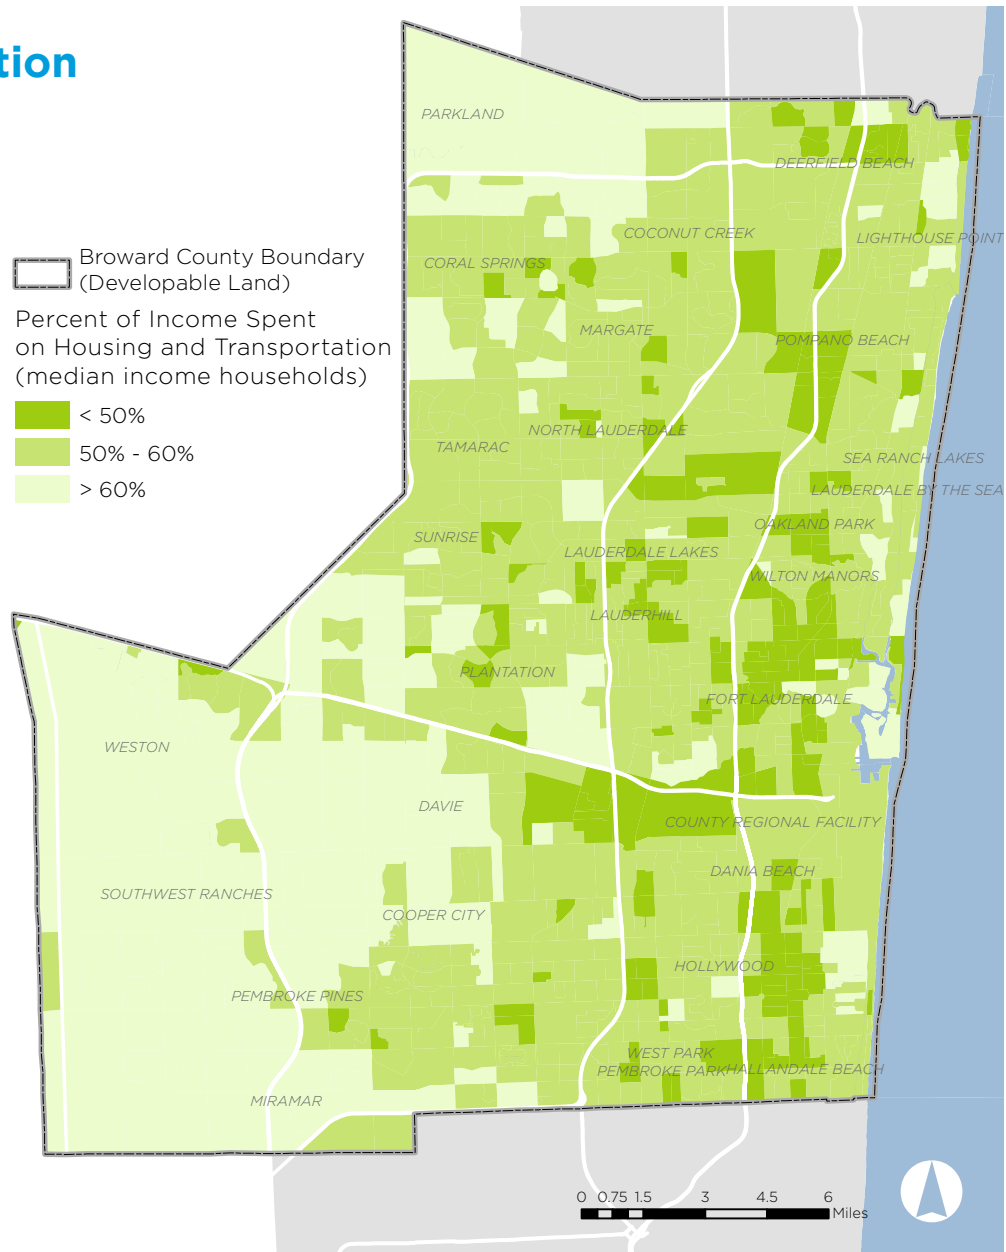 tion
Broward County Boundary
(Developable Land)
Percent of Income Spent
on Housing and Transportation
(median income households)
< 50%
50% - 60%
> 60%
PARKLAND
DEERFIELD BEACH
COCONUT CREEK
LIGHTHOUSE POINT
CORAL SPRINGS
MARGATE
POMPANO BEACH
NORTH LAUDERDALE
TAMARAC
SEA RANCH LAKES
LAUDERDALE BY THE SEA
OAKLAND PARK
SUNRISE
LAUDERDALE LAKES
WILTON MANORS
LAUDERHILL
PLANTATION
FORT LAUDERDALE
WESTON
DAVIE
COUNTY REGIONAL FACILITY
DANIA BEACH
SOUTHWEST RANCHES
COOPER CITY
HOLLYWOOD
PEMBROKE PINES
WEST PARK
PEMBROKE PARK
HALLANDALE BEACH
MIRAMAR
0 0.75 1.5 3 4.5 6
Miles